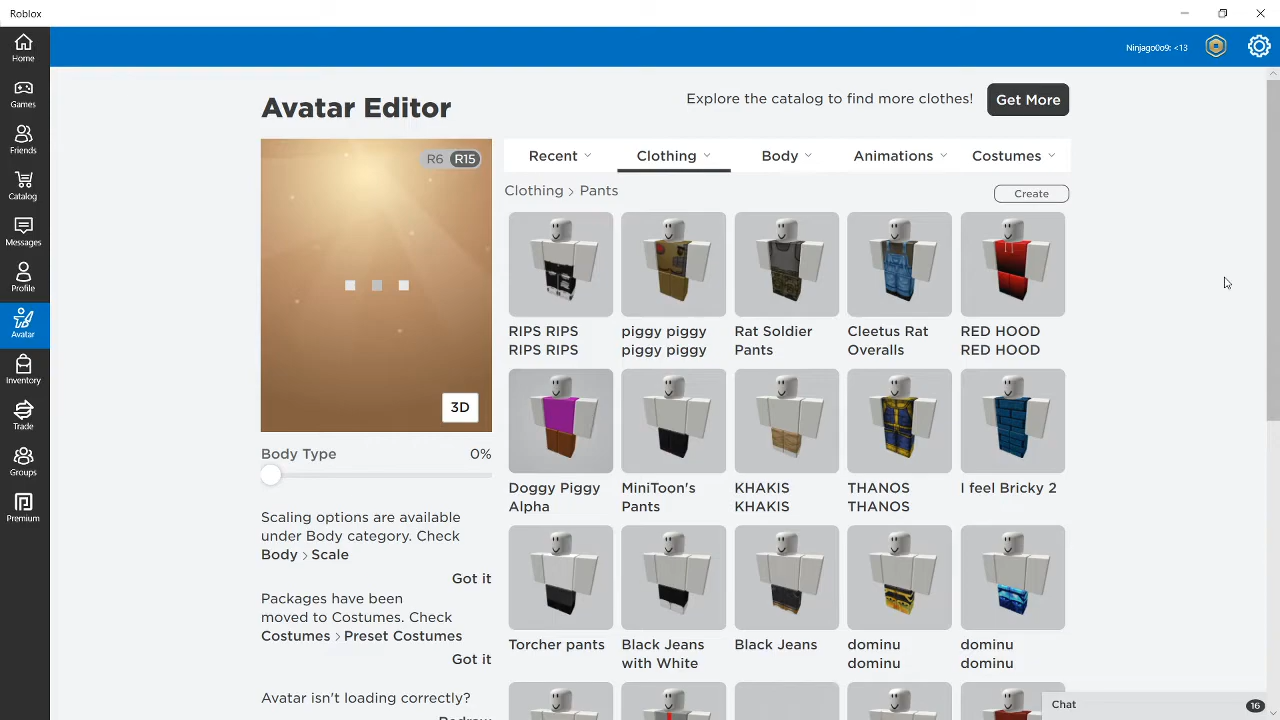 Roblox
Ninjago0o9: <13
Home
Games
Friends
Catalog
Messages
Profile
Avatar
Inventory
Trade
Groups
Premium
Avatar Editor
Explore the catalog to find more clothes!
Get More
R6 R15
3D
Body Type 0%
Scaling options are available
under Body category. Check
Body > Scale
Got it
Packages have been
moved to Costumes. Check
Costumes > Preset Costumes
Got it
Avatar isn't loading correctly?
Redraw
Recent
Clothing
Body
Animations
Costumes
Clothing > Pants
Create
RIPS RIPS
RIPS RIPS
piggy piggy
piggy piggy
Rat Soldier
Pants
Cleetus Rat
Overalls
RED HOOD
RED HOOD
Doggy Piggy
Alpha
MiniToon's
Pants
KHAKIS
KHAKIS
THANOS
THANOS
I feel Bricky 2
Torcher pants
Black Jeans
with White
Black Jeans
dominu
dominu
dominu
dominu
Chat 16